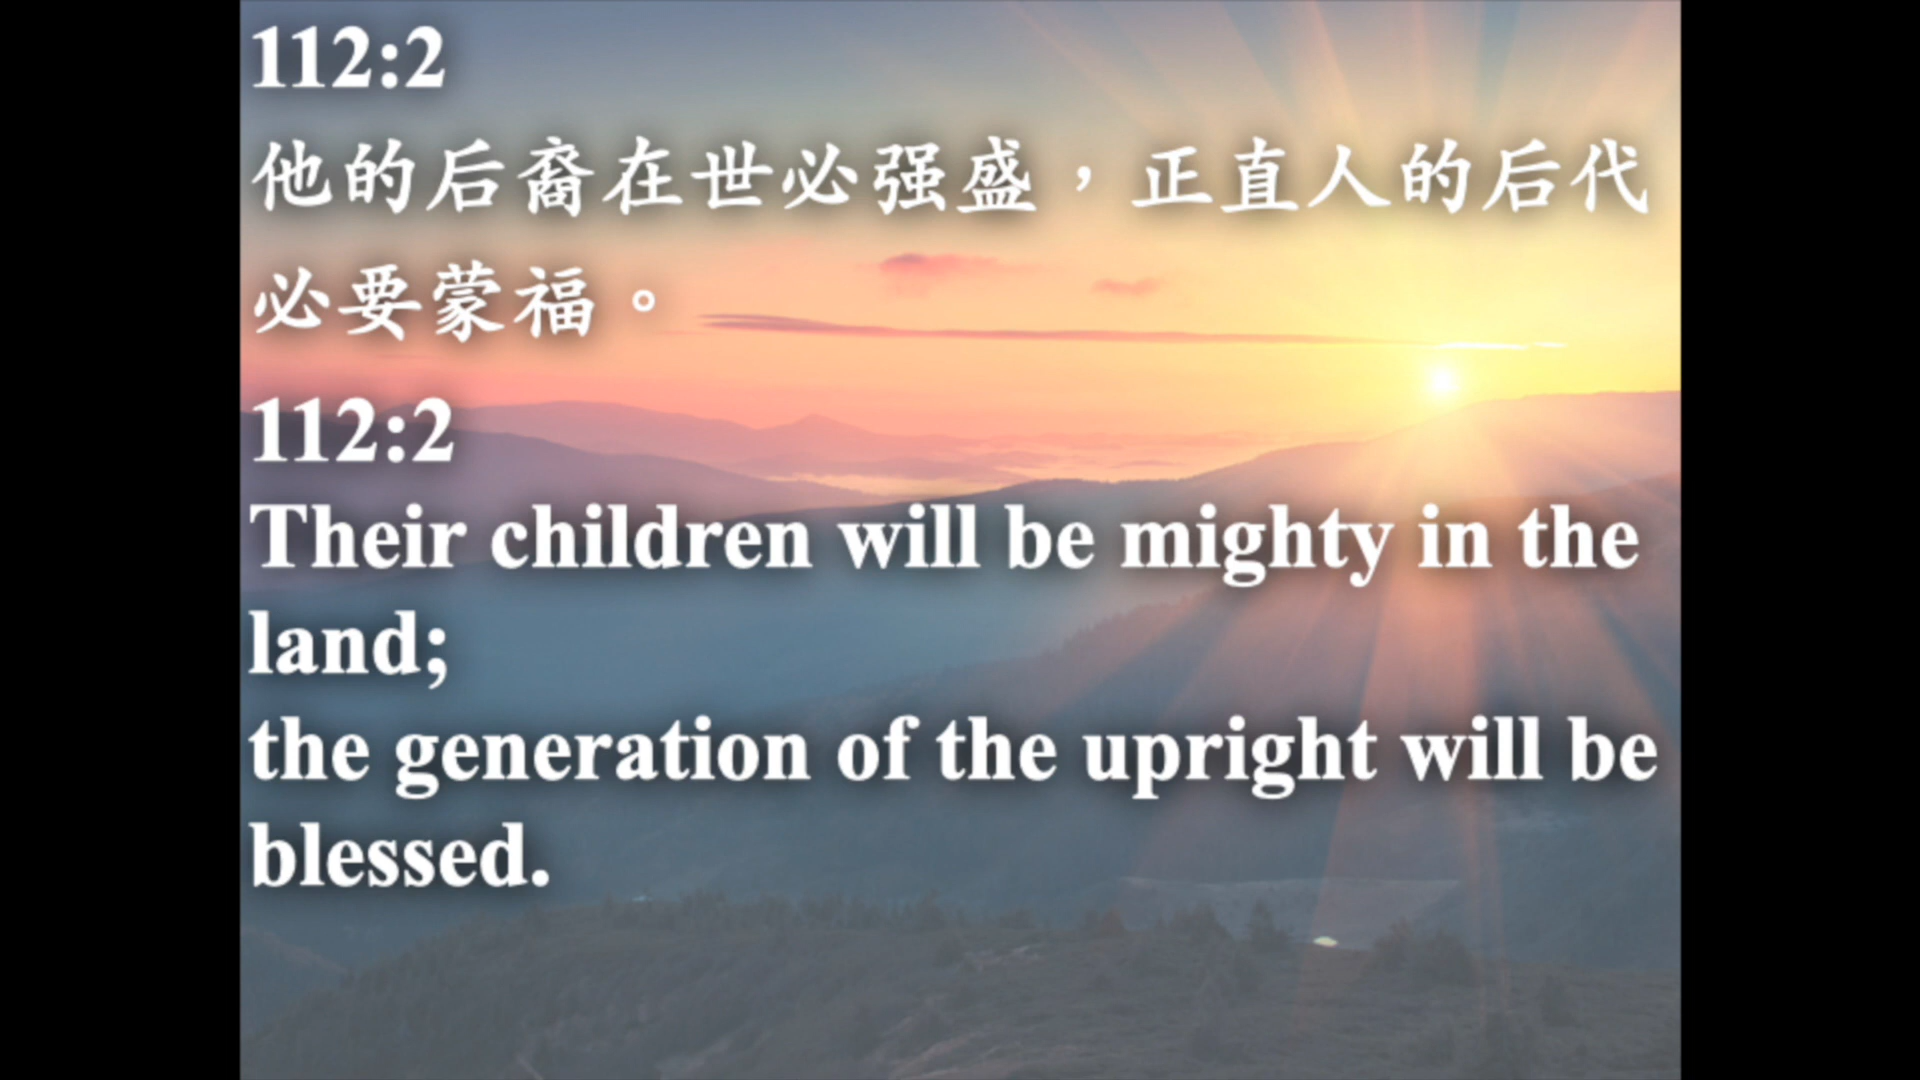 112:2
他的后裔在世必强盛，正直人的后代
必要蒙福。
112:2
Their children will be mighty in the
land;
the generation of the upright will be
blessed.